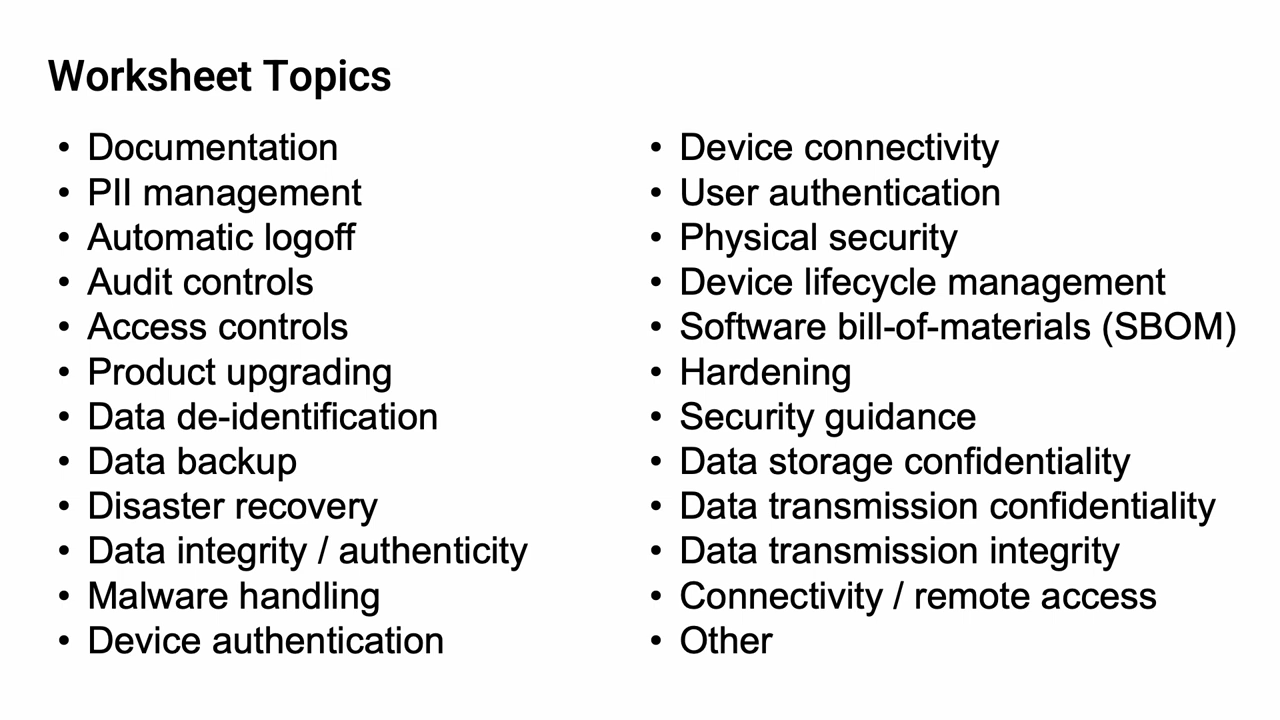 Worksheet Topics
• Documentation
• PII management
• Automatic logoff
• Audit controls
• Access controls
• Product upgrading
• Data de-identification
• Data backup
• Disaster recovery
• Data integrity / authenticity
• Malware handling
• Device authentication
• Device connectivity
• User authentication
• Physical security
• Device lifecycle management
• Software bill-of-materials (SBOM)
• Hardening
• Security guidance
• Data storage confidentiality
• Data transmission confidentiality
• Data transmission integrity
• Connectivity / remote access
• Other